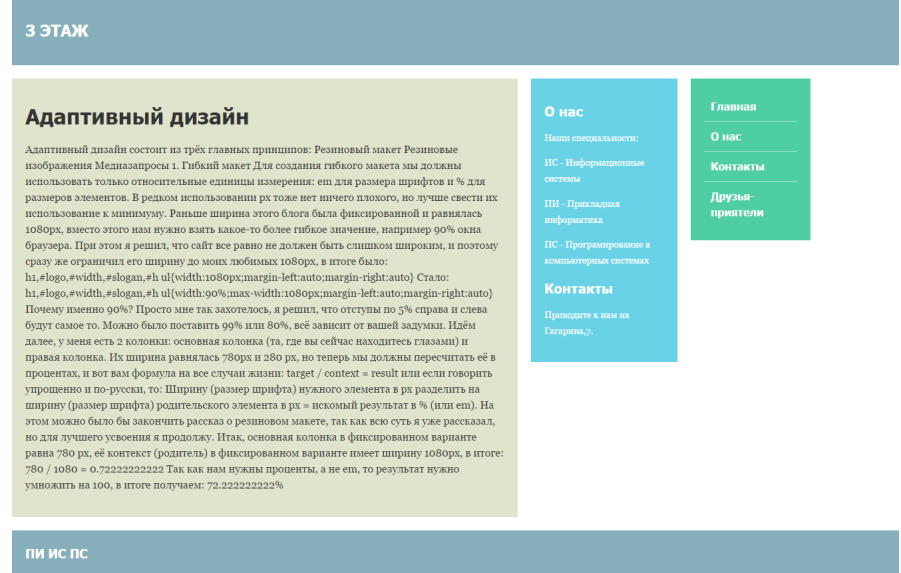 3 ЭТАЖ
Адаптивный дизайн
Адаптивный дизайн состоит из трёх главных принципов: Резиновый макет Резиновые
изображения Медиазапросы 1. Гибкий макет Для создания гибкого макета мы должны
использовать только относительные единицы измерения: em для размера шрифтов и % для
размеров элементов. В редком использовании px тоже нет ничего плохого, но лучше свести их
использование к минимуму. Раньше ширина этого блога была фиксированной и равнялась
1080px, вместо этого нам нужно взять какое-то более гибкое значение, например 90% окна
браузера. При этом я решил, что сайт все равно не должен быть слишком широким, и поэтому
сразу же ограничил его ширину до моих любимых 1080px, в итоге было:
h1,#logo,#width,#slogan,#h ul{width:1080px;margin-left:auto;margin-right:auto} Стало:
h1,#logo,#width,#slogan,#h ul{width:90%;max-width:1080px;margin-left:auto;margin-right:auto}
Почему именно 90%? Просто мне так захотелось, я решил, что отступы по 5% справа и слева
будут самое то. Можно было поставить 99% или 80%, всё зависит от вашей задумки. Идём
далее, у меня есть 2 колонки: основная колонка (та, где вы сейчас находитесь глазами) и
правая колонка. Их ширина равнялась 780px и 280 px, но теперь мы должны пересчитать её в
процентах, и вот вам формула на все случаи жизни: target / context = result или если говорить
упрощенно и по-русски, то: Ширину (размер шрифта) нужного элемента в px разделить на
ширину (размер шрифта) родительского элемента в px = искомый результат в % (или em). На
этом можно было бы закончить рассказ о резиновом макете, так как всю суть я уже рассказал,
но для лучшего усвоения я продолжу. Итак, основная колонка в фиксированном варианте
равна 780 px, её контекст (родитель) в фиксированном варианте имеет ширину 1080px, в итоге:
780 / 1080 = 0.72222222222 Так как нам нужны проценты, а не em, то результат нужно
умножить на 100, в итоге получаем: 72.222222222%
О нас
Наши специальности:
ИС - Информационные
системы
ПИ - Прикладная
информатика
ПС - Програмирование в
компьютерных системах
Контакты
Приходите к нам на
Гагарина,7.
Главная
О нас
Контакты
Друзья-
приятели
ПИ ИС ПС